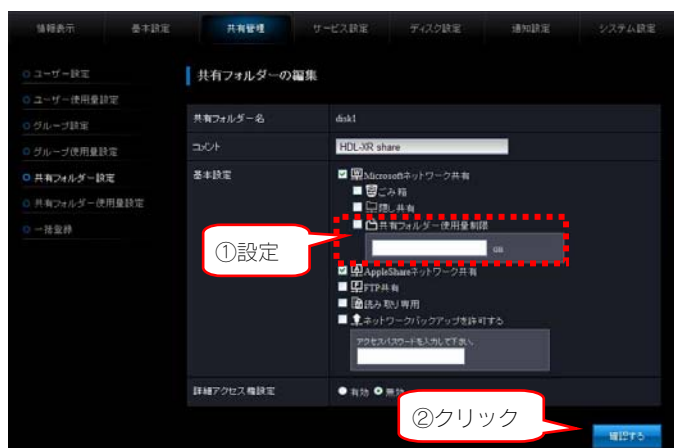 情報表示 基本設定 共有管理 サービス設定 ディスク設定 通知設定 システム設定
ユーザー設定
ユーザー使用量設定
グループ設定
グループ使用量設定
共有フォルダー設定
共有フォルダー使用量設定
一括登録
共有フォルダーの編集
共有フォルダー名 disk1
コメント HDL-XR share
基本設定 Microsoftネットワーク共有
ごみ箱
隠し共有
共有フォルダー使用量制限
GB
①設定
AppleShareネットワーク共有
FTP共有
読み取り専用
ネットワークバックアップを許可する
アクセスパスワードを入力して下さい。
詳細アクセス権設定 有効 無効
②クリック
確認する